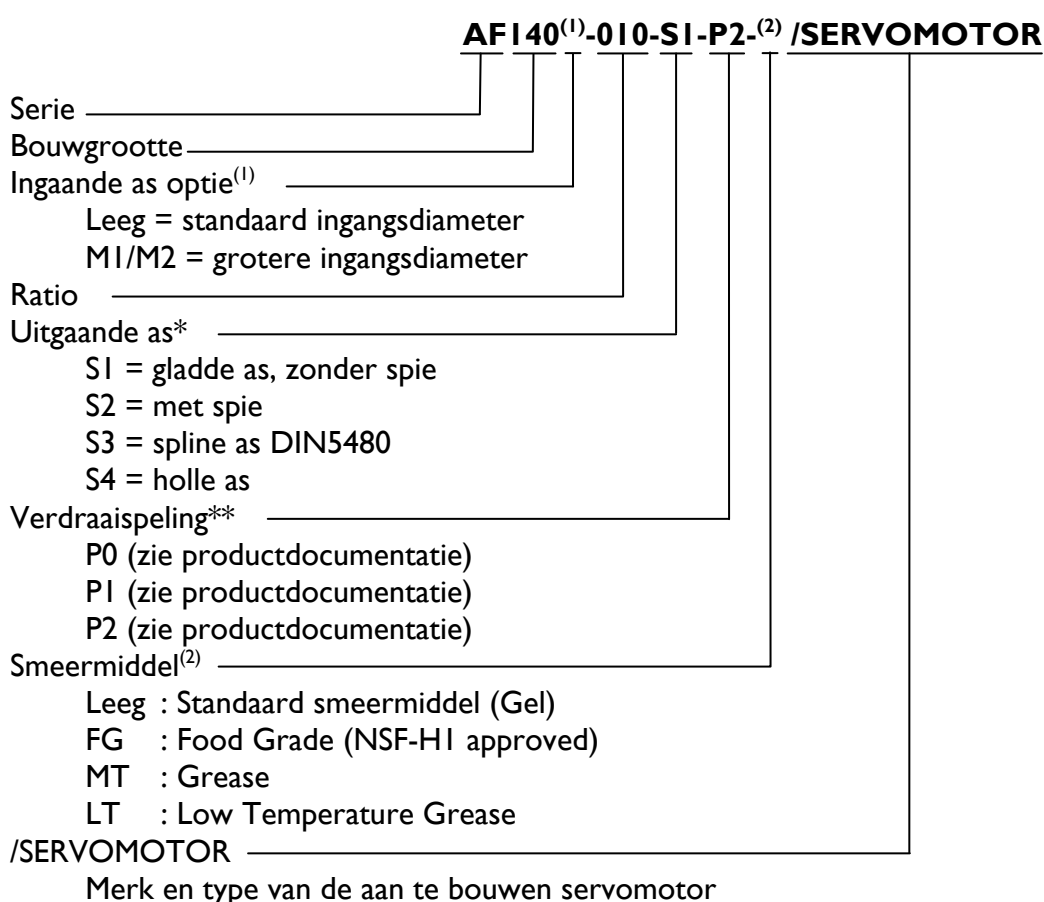 AF140(1)-010-S1-P2-(2) /SERVOMOTOR
Serie
Bouwgrootte
Ingaande as optie(1)
Leeg = standaard ingangsdiameter
M1/M2 = grotere ingangsdiameter
Ratio
Uitgaande as*
S1 = gladde as, zonder spie
S2 = met spie
S3 = spline as DIN5480
S4 = holle as
Verdraaispeling**
P0 (zie productdocumentatie)
P1 (zie productdocumentatie)
P2 (zie productdocumentatie)
Smeermiddel(2)
Leeg : Standaard smeermiddel (Gel)
FG : Food Grade (NSF-H1 approved)
MT : Grease
LT : Low Temperature Grease
/SERVOMOTOR
Merk en type van de aan te bouwen servomotor